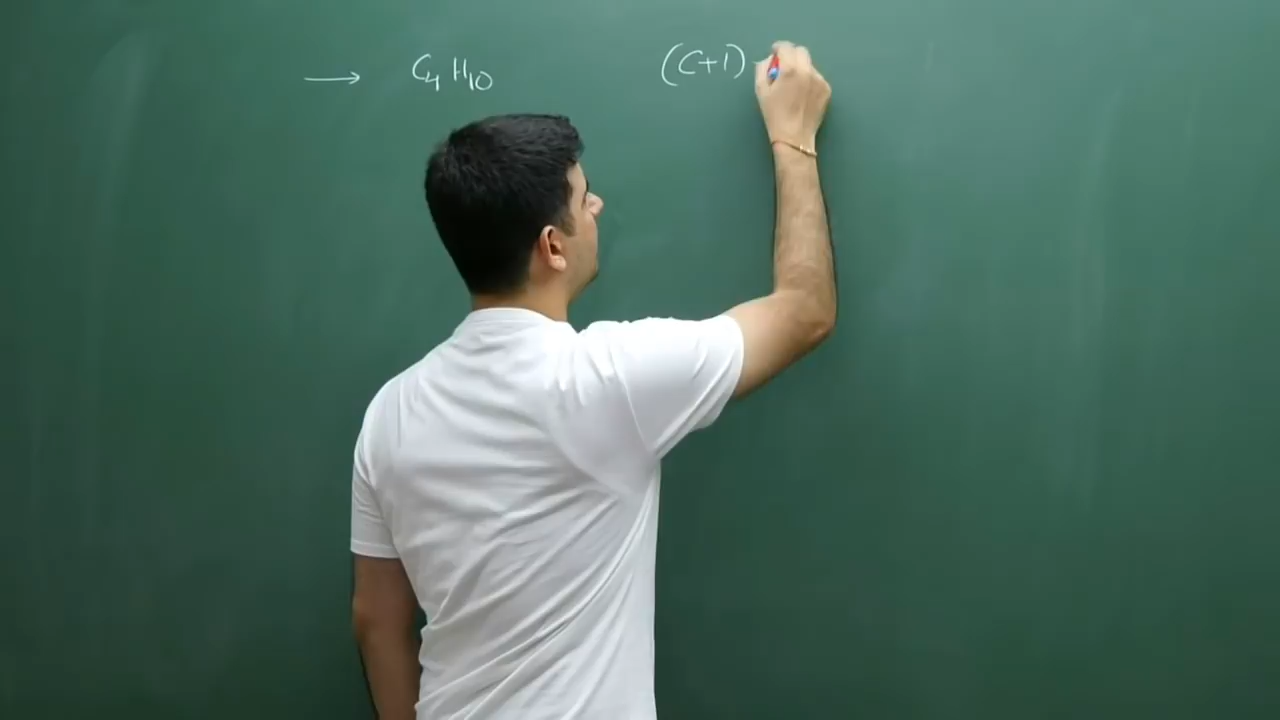 → C₄H₁₀ (C+1) -